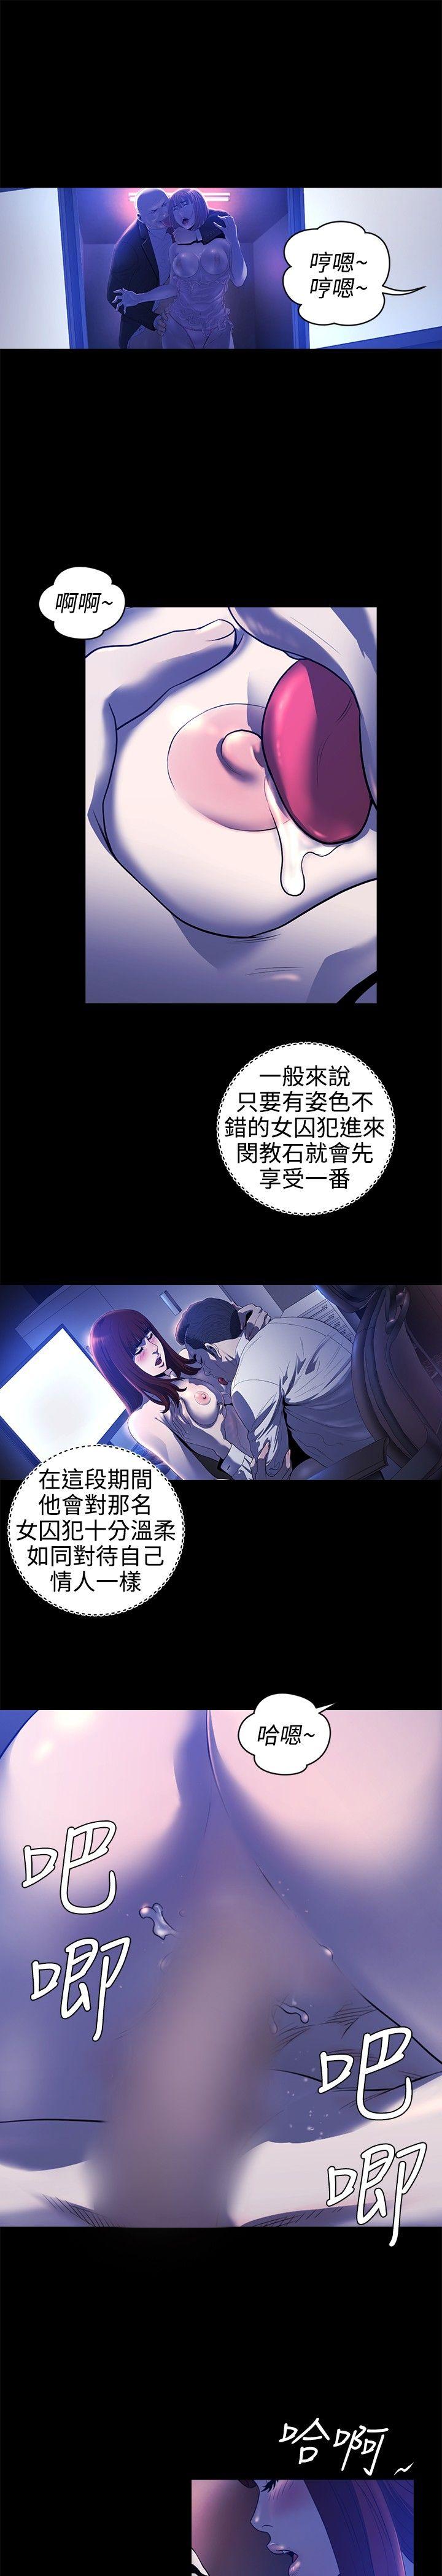 哼嗯~
哼嗯~
啊啊~
一般來說
只要有姿色不
錯的女囚犯進來
閔教石就會先
享受一番
在這段期間
他會對那名
女囚犯十分溫柔
如同對待自己
情人一樣
哈嗯~
吧唧
吧唧
哈啊~